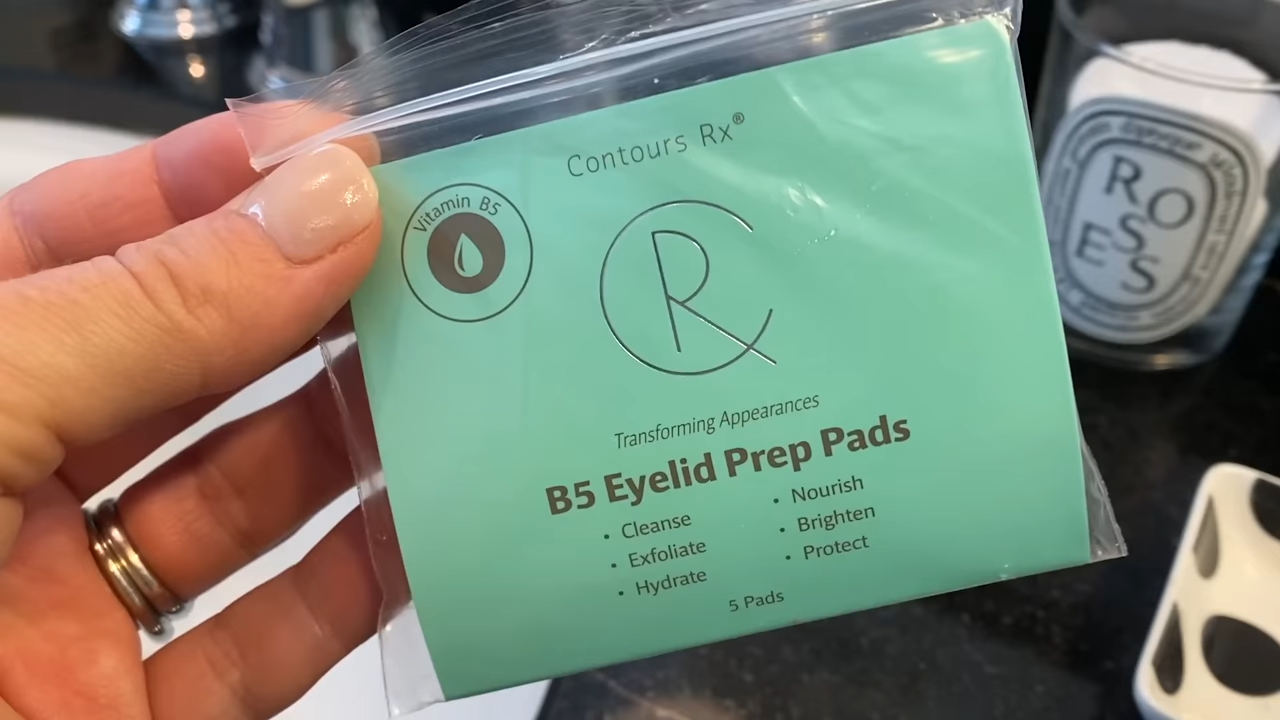 Contours Rx®
Vitamin B5
Rx
Transforming Appearances
B5 Eyelid Prep Pads
• Cleanse
• Exfoliate
• Hydrate
• Nourish
• Brighten
• Protect
5 Pads
ROSES